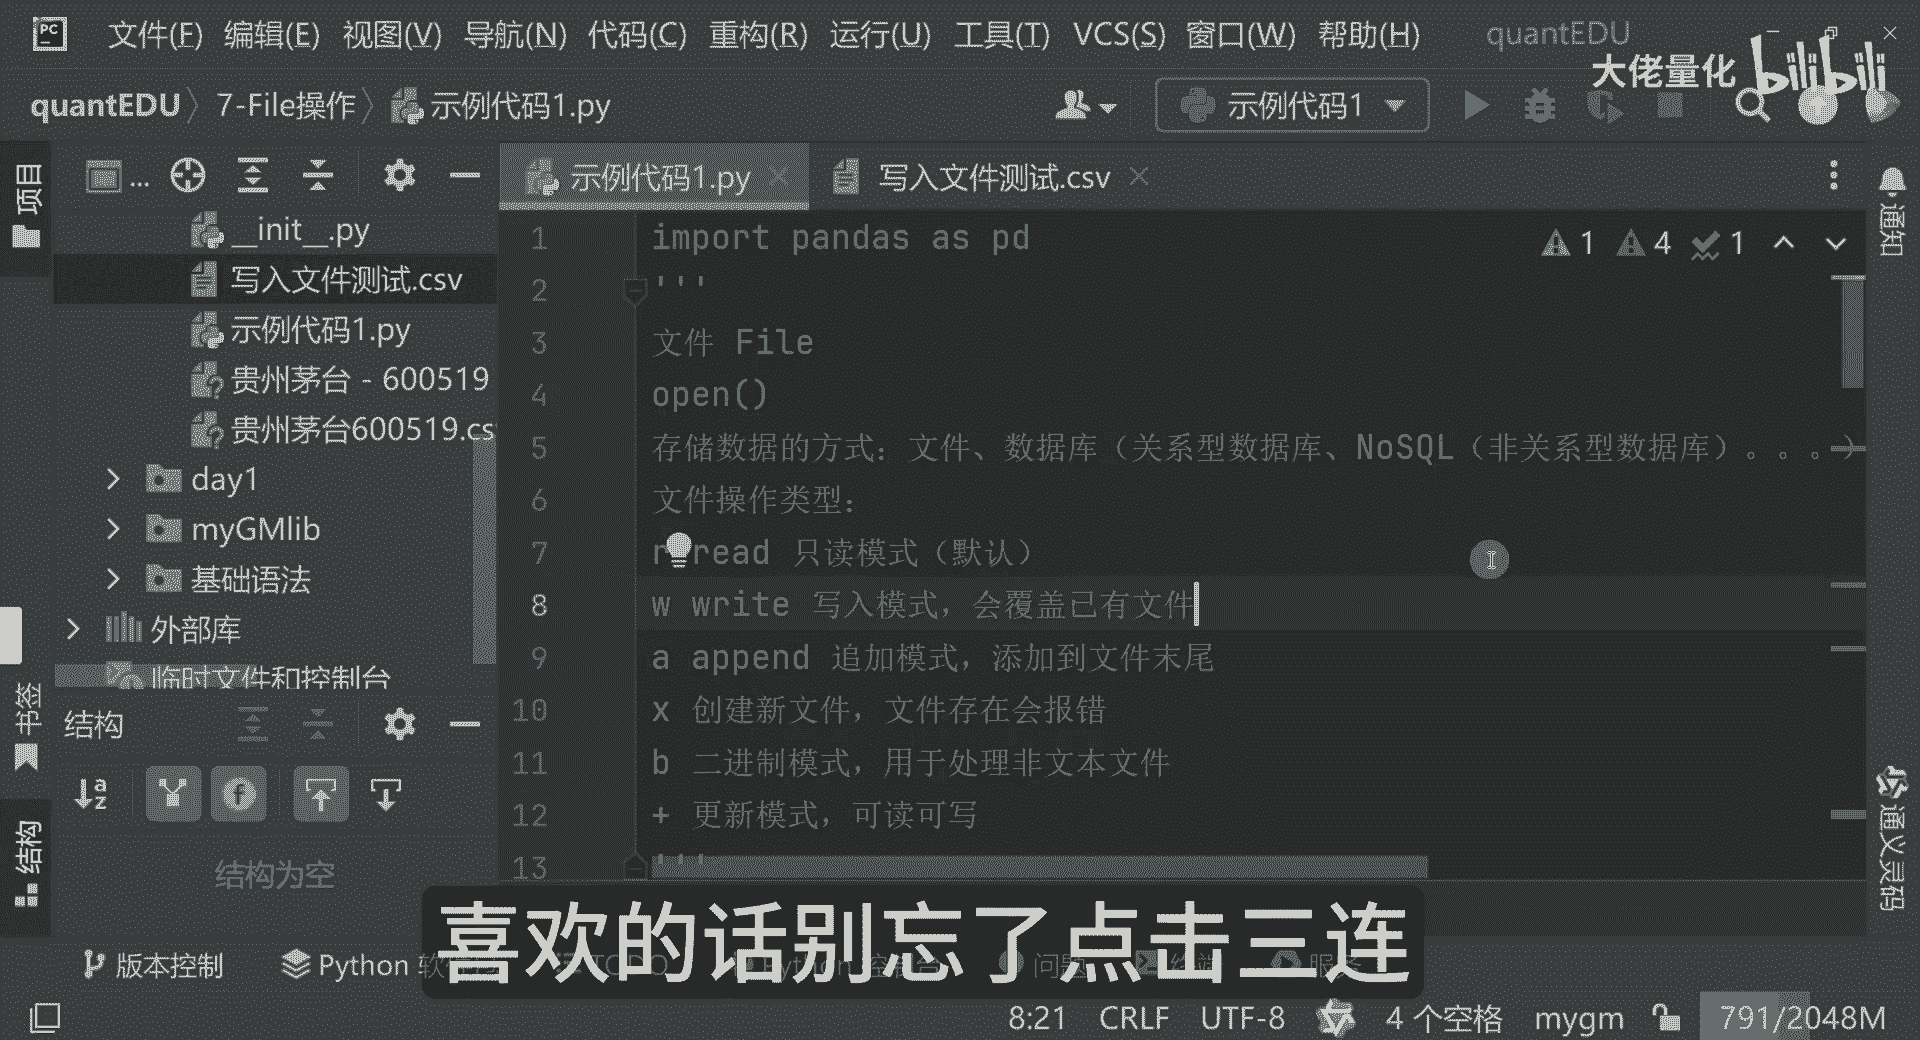 PC 文件(F) 编辑(E) 视图(V) 导航(N) 代码(C) 重构(R) 运行(U) 工具(T) VCS(S) 窗口(W) 帮助(H) quantEDU
大佬量化 bilibili
quantEDU 7-File操作 示例代码1.py 示例代码1
项目
...
示例代码1.py
写入文件测试.csv
通知
__init__.py
写入文件测试.csv
示例代码1.py
贵州茅台 - 600519
贵州茅台600519.cs
day1
myGMlib
基础语法
外部库
临时文件和控制台
1 4 1
1 import pandas as pd
2 '''
3 文件 File
4 open()
5 存储数据的方式：文件、数据库（关系型数据库、NoSQL（非关系型数据库）。。。）
6 文件操作类型：
7 r read 只读模式（默认）
8 w write 写入模式，会覆盖已有文件
9 a append 追加模式，添加到文件末尾
10 x 创建新文件，文件存在会报错
11 b 二进制模式，用于处理非文本文件
12 + 更新模式，可读可写
13 '''
书签
结构
结构
结构为空
通义灵码
喜欢的话别忘了点击三连
版本控制 Python 软 TODO 问题 终端 服务
8:21 CRLF UTF-8 4 个空格 mygm 791/2048M